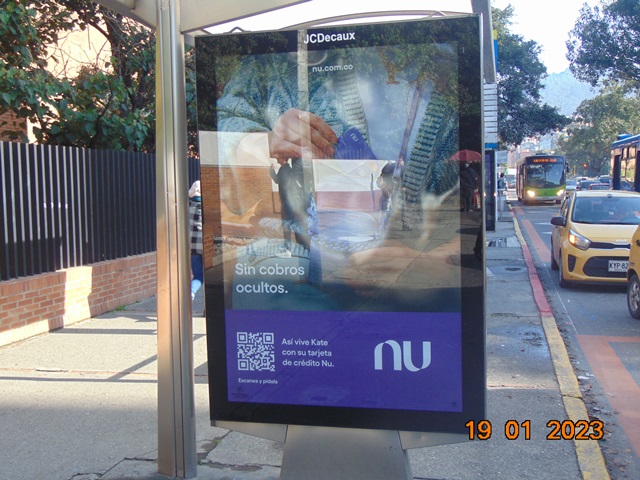 JCDecaux
nu.com.co
nu
Sin cobros
ocultos.
Así vive Kate
con su tarjeta
de crédito Nu.
nu
Escanea y pídela
19 01 2023